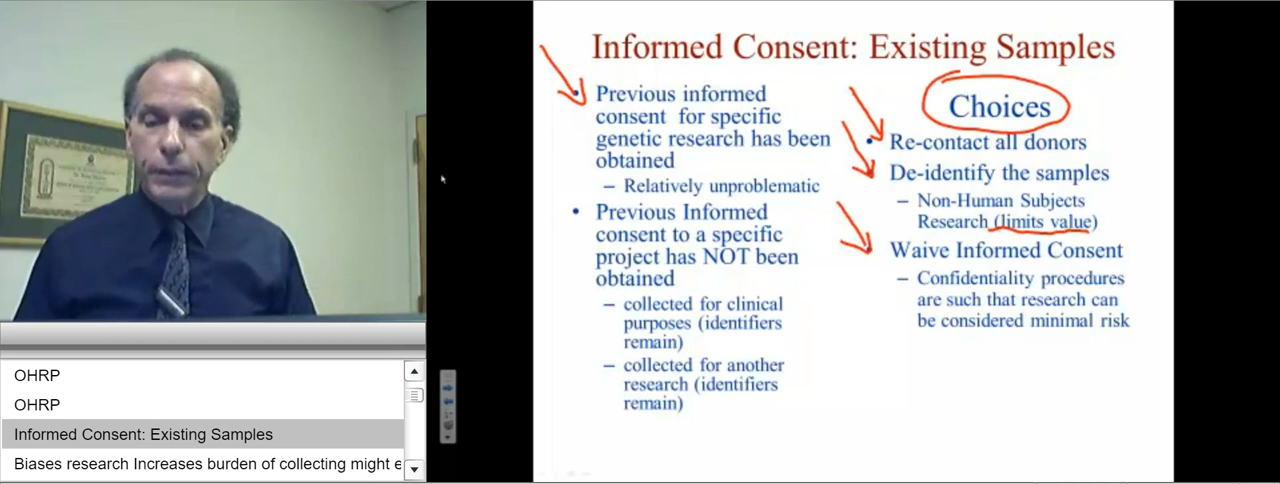 Informed Consent: Existing Samples
• Previous informed
consent for specific
genetic research has been
obtained
– Relatively unproblematic
• Previous Informed
consent to a specific
project has NOT been
obtained
– collected for clinical
purposes (identifiers
remain)
– collected for another
research (identifiers
remain)
Choices
• Re-contact all donors
• De-identify the samples
– Non-Human Subjects
Research (limits value)
• Waive Informed Consent
– Confidentiality procedures
are such that research can
be considered minimal risk
OHRP
OHRP
Informed Consent: Existing Samples
Biases research Increases burden of collecting might e